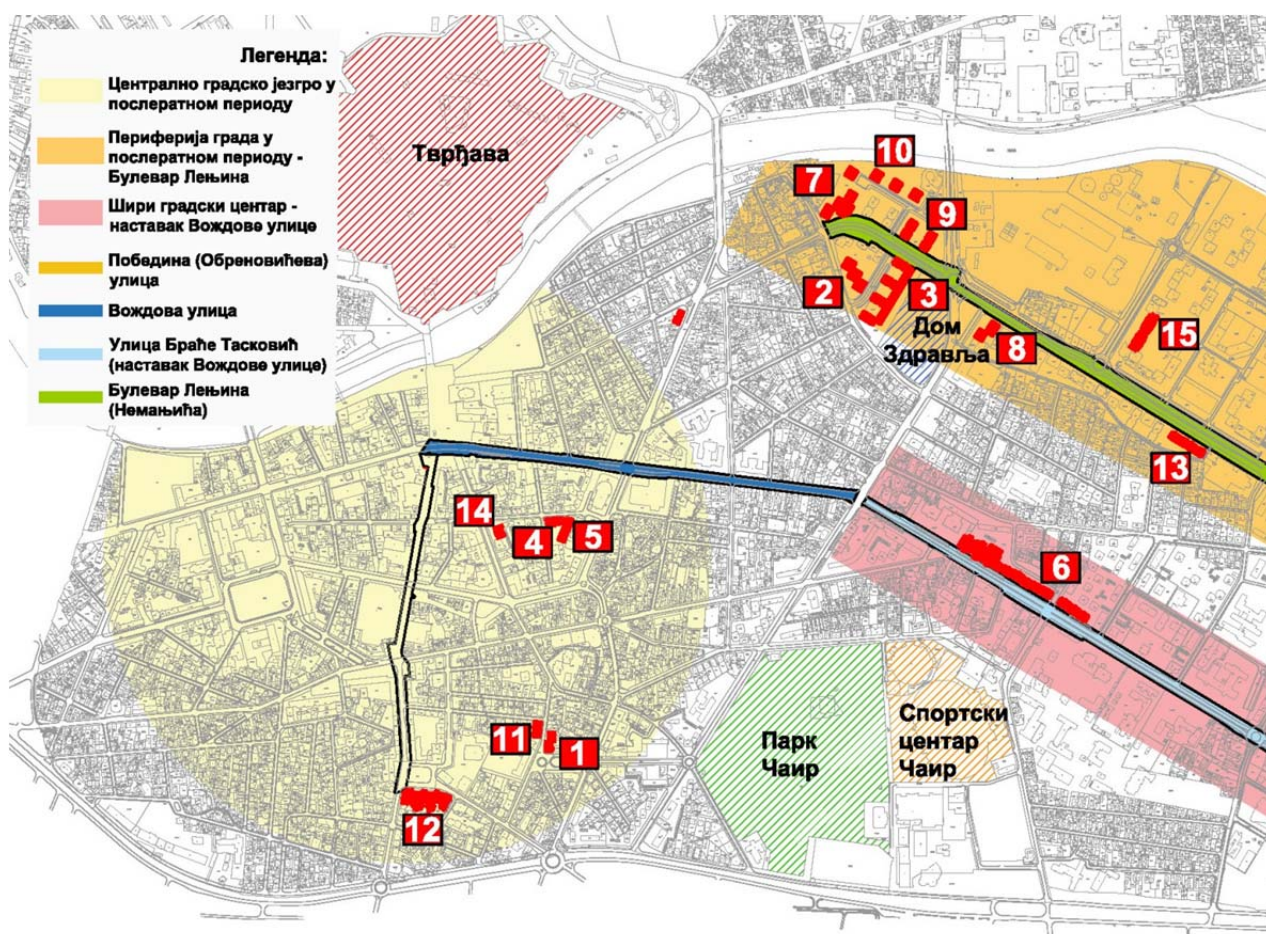 Легенда:
Централно градско језгро у
послератном периоду
Периферија града у
послератном периоду -
Булевар Лењина
Шири градски центар -
наставак Вождове улице
Победина (Обреновићева)
улица
Вождова улица
Улица Браће Тасковић
(наставак Вождове улице)
Булевар Лењина
(Немањића)
Тврђава
10
7
9
2
3
Дом
Здравља
8
15
13
14
4
5
6
11
1
12
Парк
Чаир
Спортски
центар
Чаир